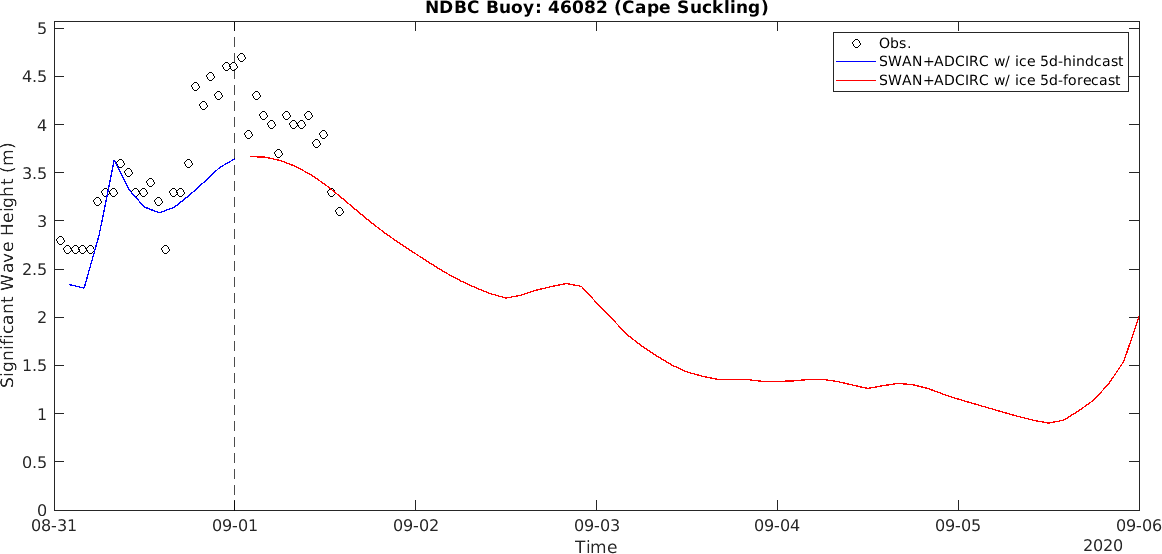 NDBC Buoy: 46082 (Cape Suckling)
5
4.5
4
3.5
3
2.5
2
1.5
1
0.5
0
Significant Wave Height (m)
Obs.
SWAN+ADCIRC w/ ice 5d-hindcast
SWAN+ADCIRC w/ ice 5d-forecast
08-31 09-01 09-02 09-03 09-04 09-05 09-06
Time
2020